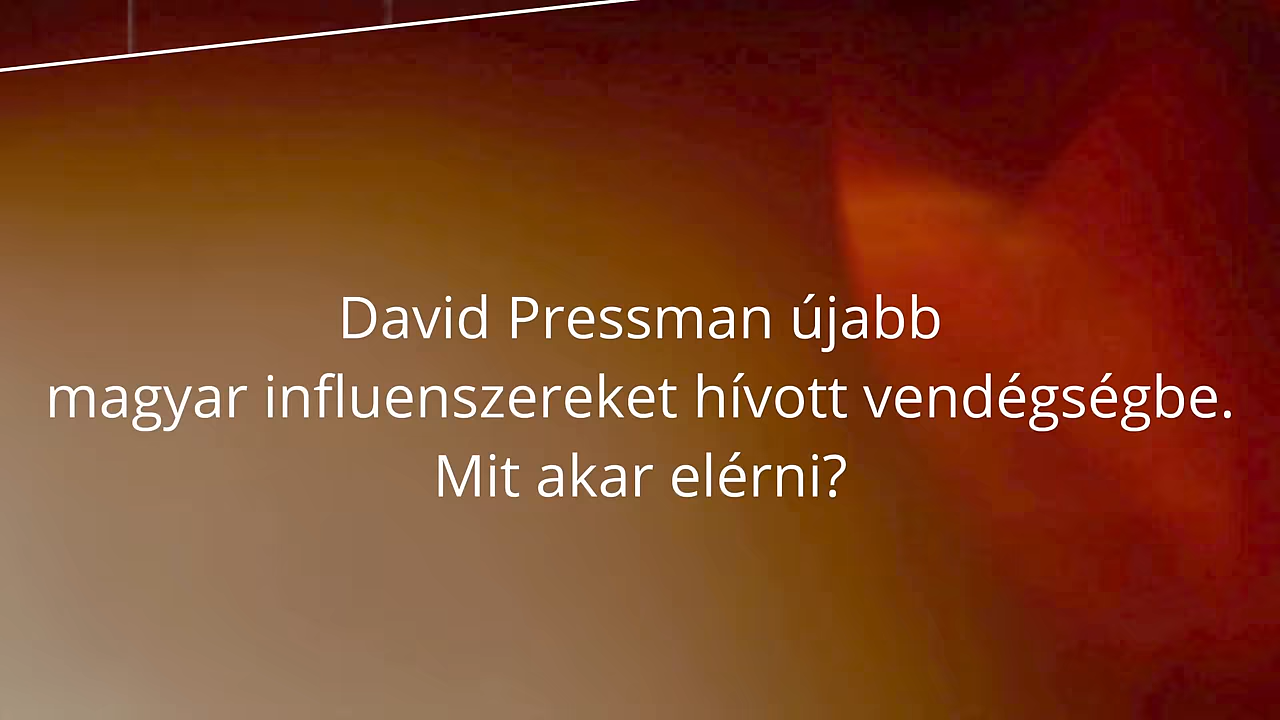 David Pressman újabb
magyar influenszereket hívott vendégségbe.
Mit akar elérni?